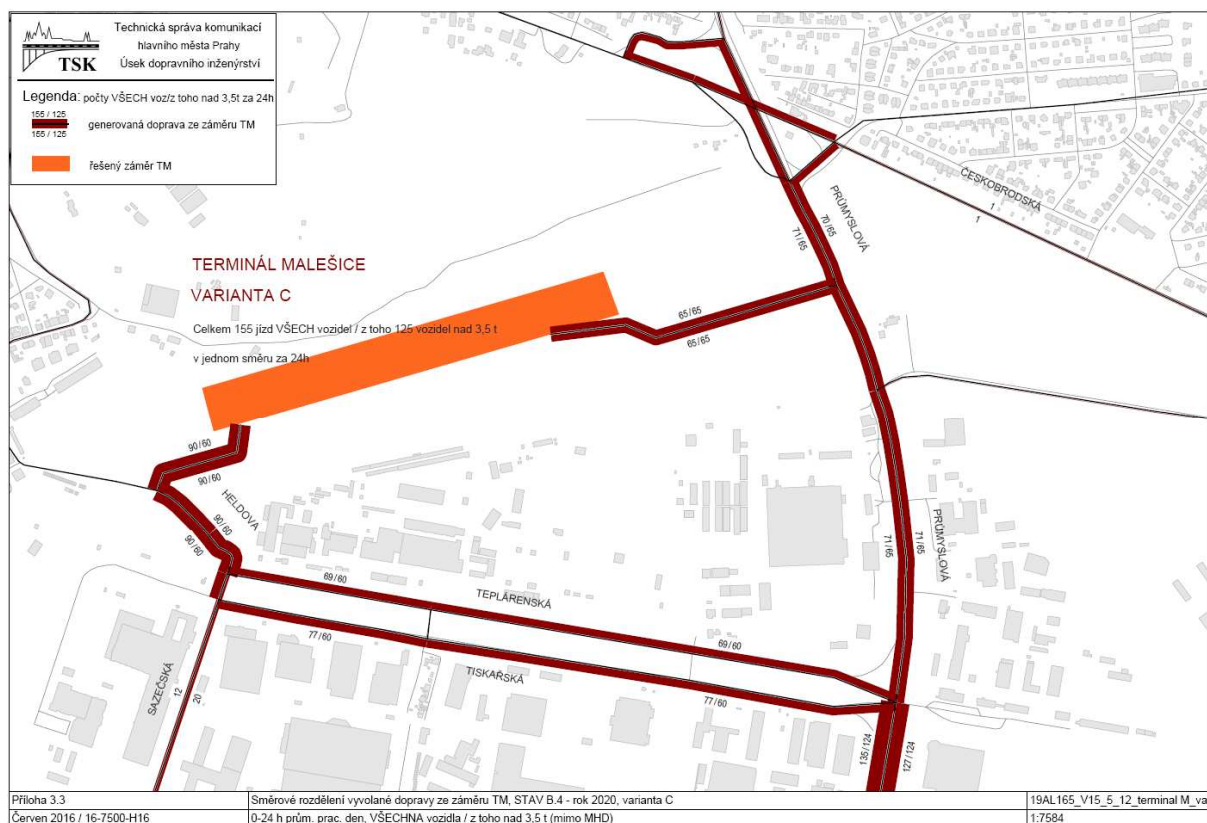 Technická správa komunikací
hlavního města Prahy
Úsek dopravního inženýrství
TSK
Legenda: počty VŠECH voz/z toho nad 3,5t za 24h
155 / 125
155 / 125
generovaná doprava ze záměru TM
řešený záměr TM
ČESKOBRODSKÁ
1
1
PRŮMYSLOVÁ
70/65
71/65
TERMINÁL MALEŠICE
VARIANTA C
Celkem 155 jízd VŠECH vozidel / z toho 125 vozidel nad 3,5 t
v jednom směru za 24h
65/65
65/65
90/60
90/60
HELDOVA
90/60
90/60
71/65
71/65
PRŮMYSLOVÁ
69/60
TEPLÁRENSKÁ
69/60
77/60
TISKAŘSKÁ
77/60
SAZEČSKÁ
12
20
135/124
127/124
Příloha 3.3
Směrové rozdělení vyvolané dopravy ze záměru TM, STAV B.4 - rok 2020, varianta C
19AL165_V15_5_12_terminal M_va
Červen 2016 / 16-7500-H16
0-24 h prům. prac. den, VŠECHNA vozidla / z toho nad 3,5 t (mimo MHD)
1:7584